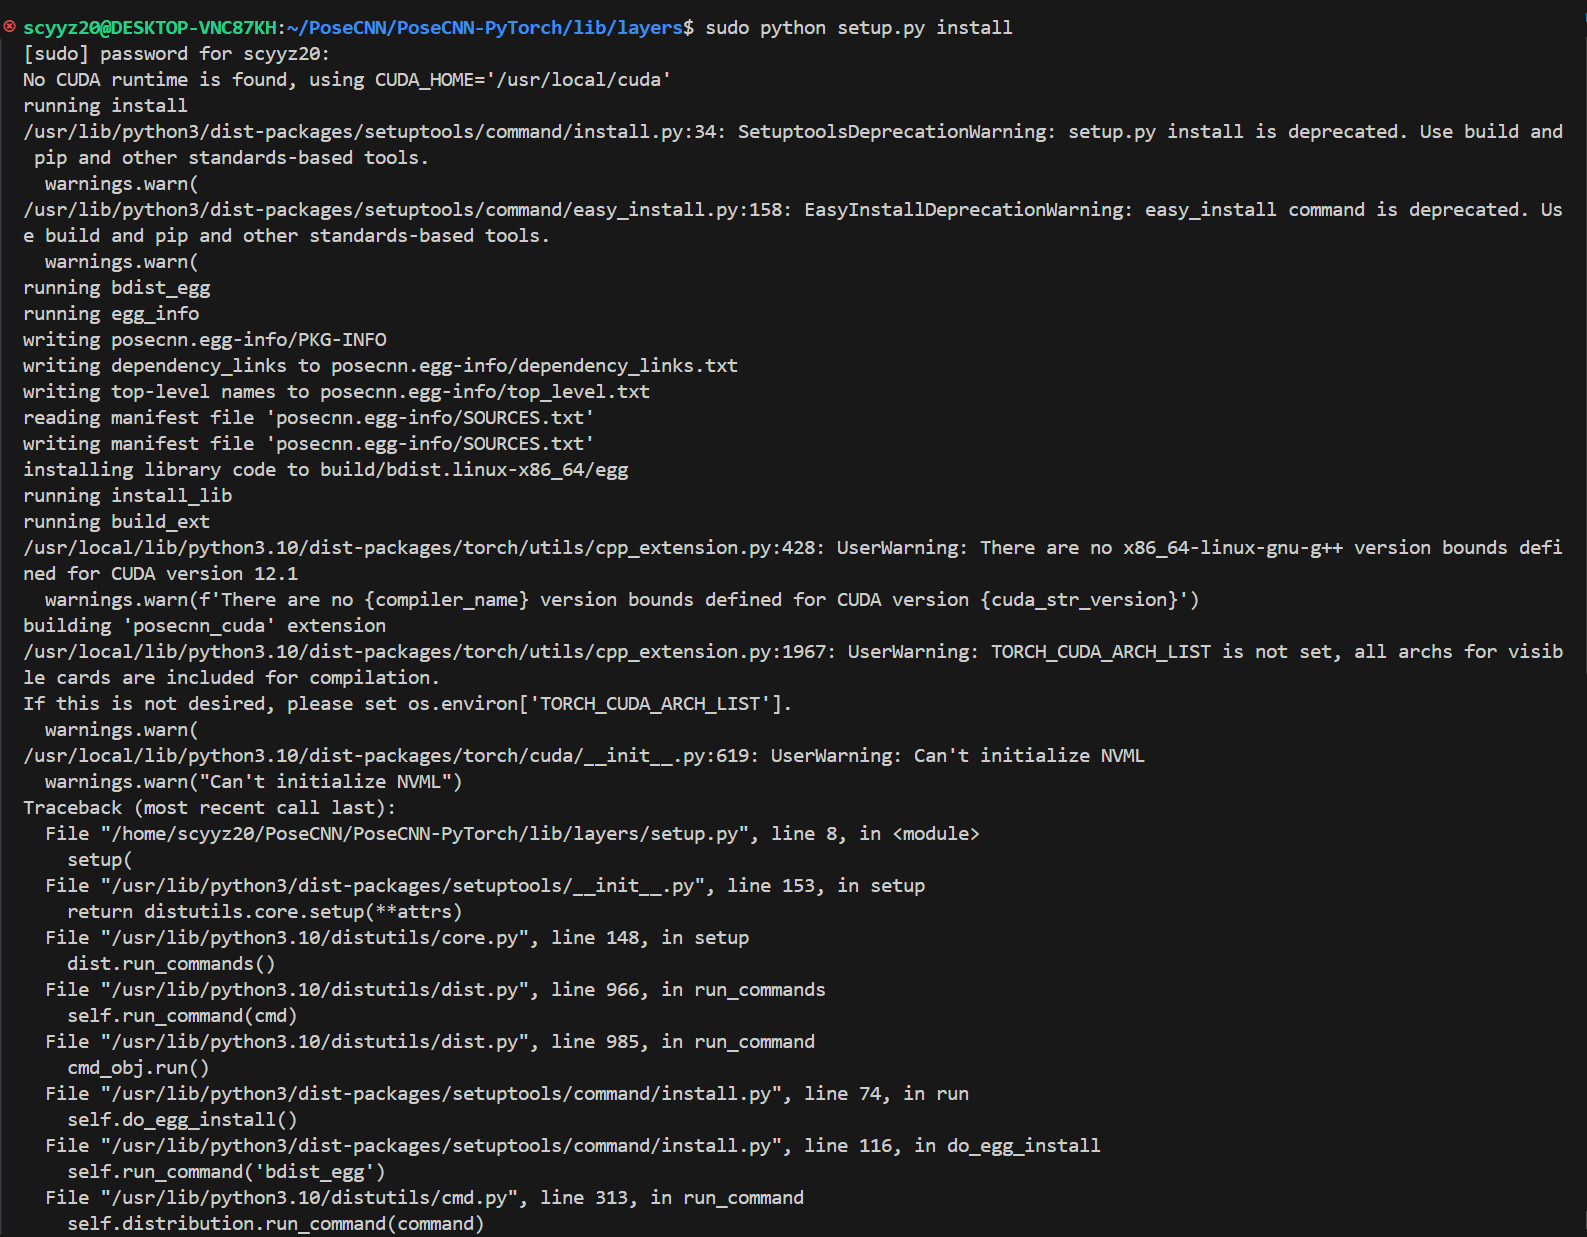 scyyz20@DESKTOP-VNC87KH:~/PoseCNN/PoseCNN-PyTorch/lib/layers$ sudo python setup.py install
[sudo] password for scyyz20:
No CUDA runtime is found, using CUDA_HOME='/usr/local/cuda'
running install
/usr/lib/python3/dist-packages/setuptools/command/install.py:34: SetuptoolsDeprecationWarning: setup.py install is deprecated. Use build and
 pip and other standards-based tools.
  warnings.warn(
/usr/lib/python3/dist-packages/setuptools/command/easy_install.py:158: EasyInstallDeprecationWarning: easy_install command is deprecated. Us
e build and pip and other standards-based tools.
  warnings.warn(
running bdist_egg
running egg_info
writing posecnn.egg-info/PKG-INFO
writing dependency_links to posecnn.egg-info/dependency_links.txt
writing top-level names to posecnn.egg-info/top_level.txt
reading manifest file 'posecnn.egg-info/SOURCES.txt'
writing manifest file 'posecnn.egg-info/SOURCES.txt'
installing library code to build/bdist.linux-x86_64/egg
running install_lib
running build_ext
/usr/local/lib/python3.10/dist-packages/torch/utils/cpp_extension.py:428: UserWarning: There are no x86_64-linux-gnu-g++ version bounds defi
ned for CUDA version 12.1
  warnings.warn(f'There are no {compiler_name} version bounds defined for CUDA version {cuda_str_version}')
building 'posecnn_cuda' extension
/usr/local/lib/python3.10/dist-packages/torch/utils/cpp_extension.py:1967: UserWarning: TORCH_CUDA_ARCH_LIST is not set, all archs for visib
le cards are included for compilation.
If this is not desired, please set os.environ['TORCH_CUDA_ARCH_LIST'].
  warnings.warn(
/usr/local/lib/python3.10/dist-packages/torch/cuda/__init__.py:619: UserWarning: Can't initialize NVML
  warnings.warn("Can't initialize NVML")
Traceback (most recent call last):
  File "/home/scyyz20/PoseCNN/PoseCNN-PyTorch/lib/layers/setup.py", line 8, in <module>
    setup(
  File "/usr/lib/python3/dist-packages/setuptools/__init__.py", line 153, in setup
    return distutils.core.setup(**attrs)
  File "/usr/lib/python3.10/distutils/core.py", line 148, in setup
    dist.run_commands()
  File "/usr/lib/python3.10/distutils/dist.py", line 966, in run_commands
    self.run_command(cmd)
  File "/usr/lib/python3.10/distutils/dist.py", line 985, in run_command
    cmd_obj.run()
  File "/usr/lib/python3/dist-packages/setuptools/command/install.py", line 74, in run
    self.do_egg_install()
  File "/usr/lib/python3/dist-packages/setuptools/command/install.py", line 116, in do_egg_install
    self.run_command('bdist_egg')
  File "/usr/lib/python3.10/distutils/cmd.py", line 313, in run_command
    self.distribution.run_command(command)